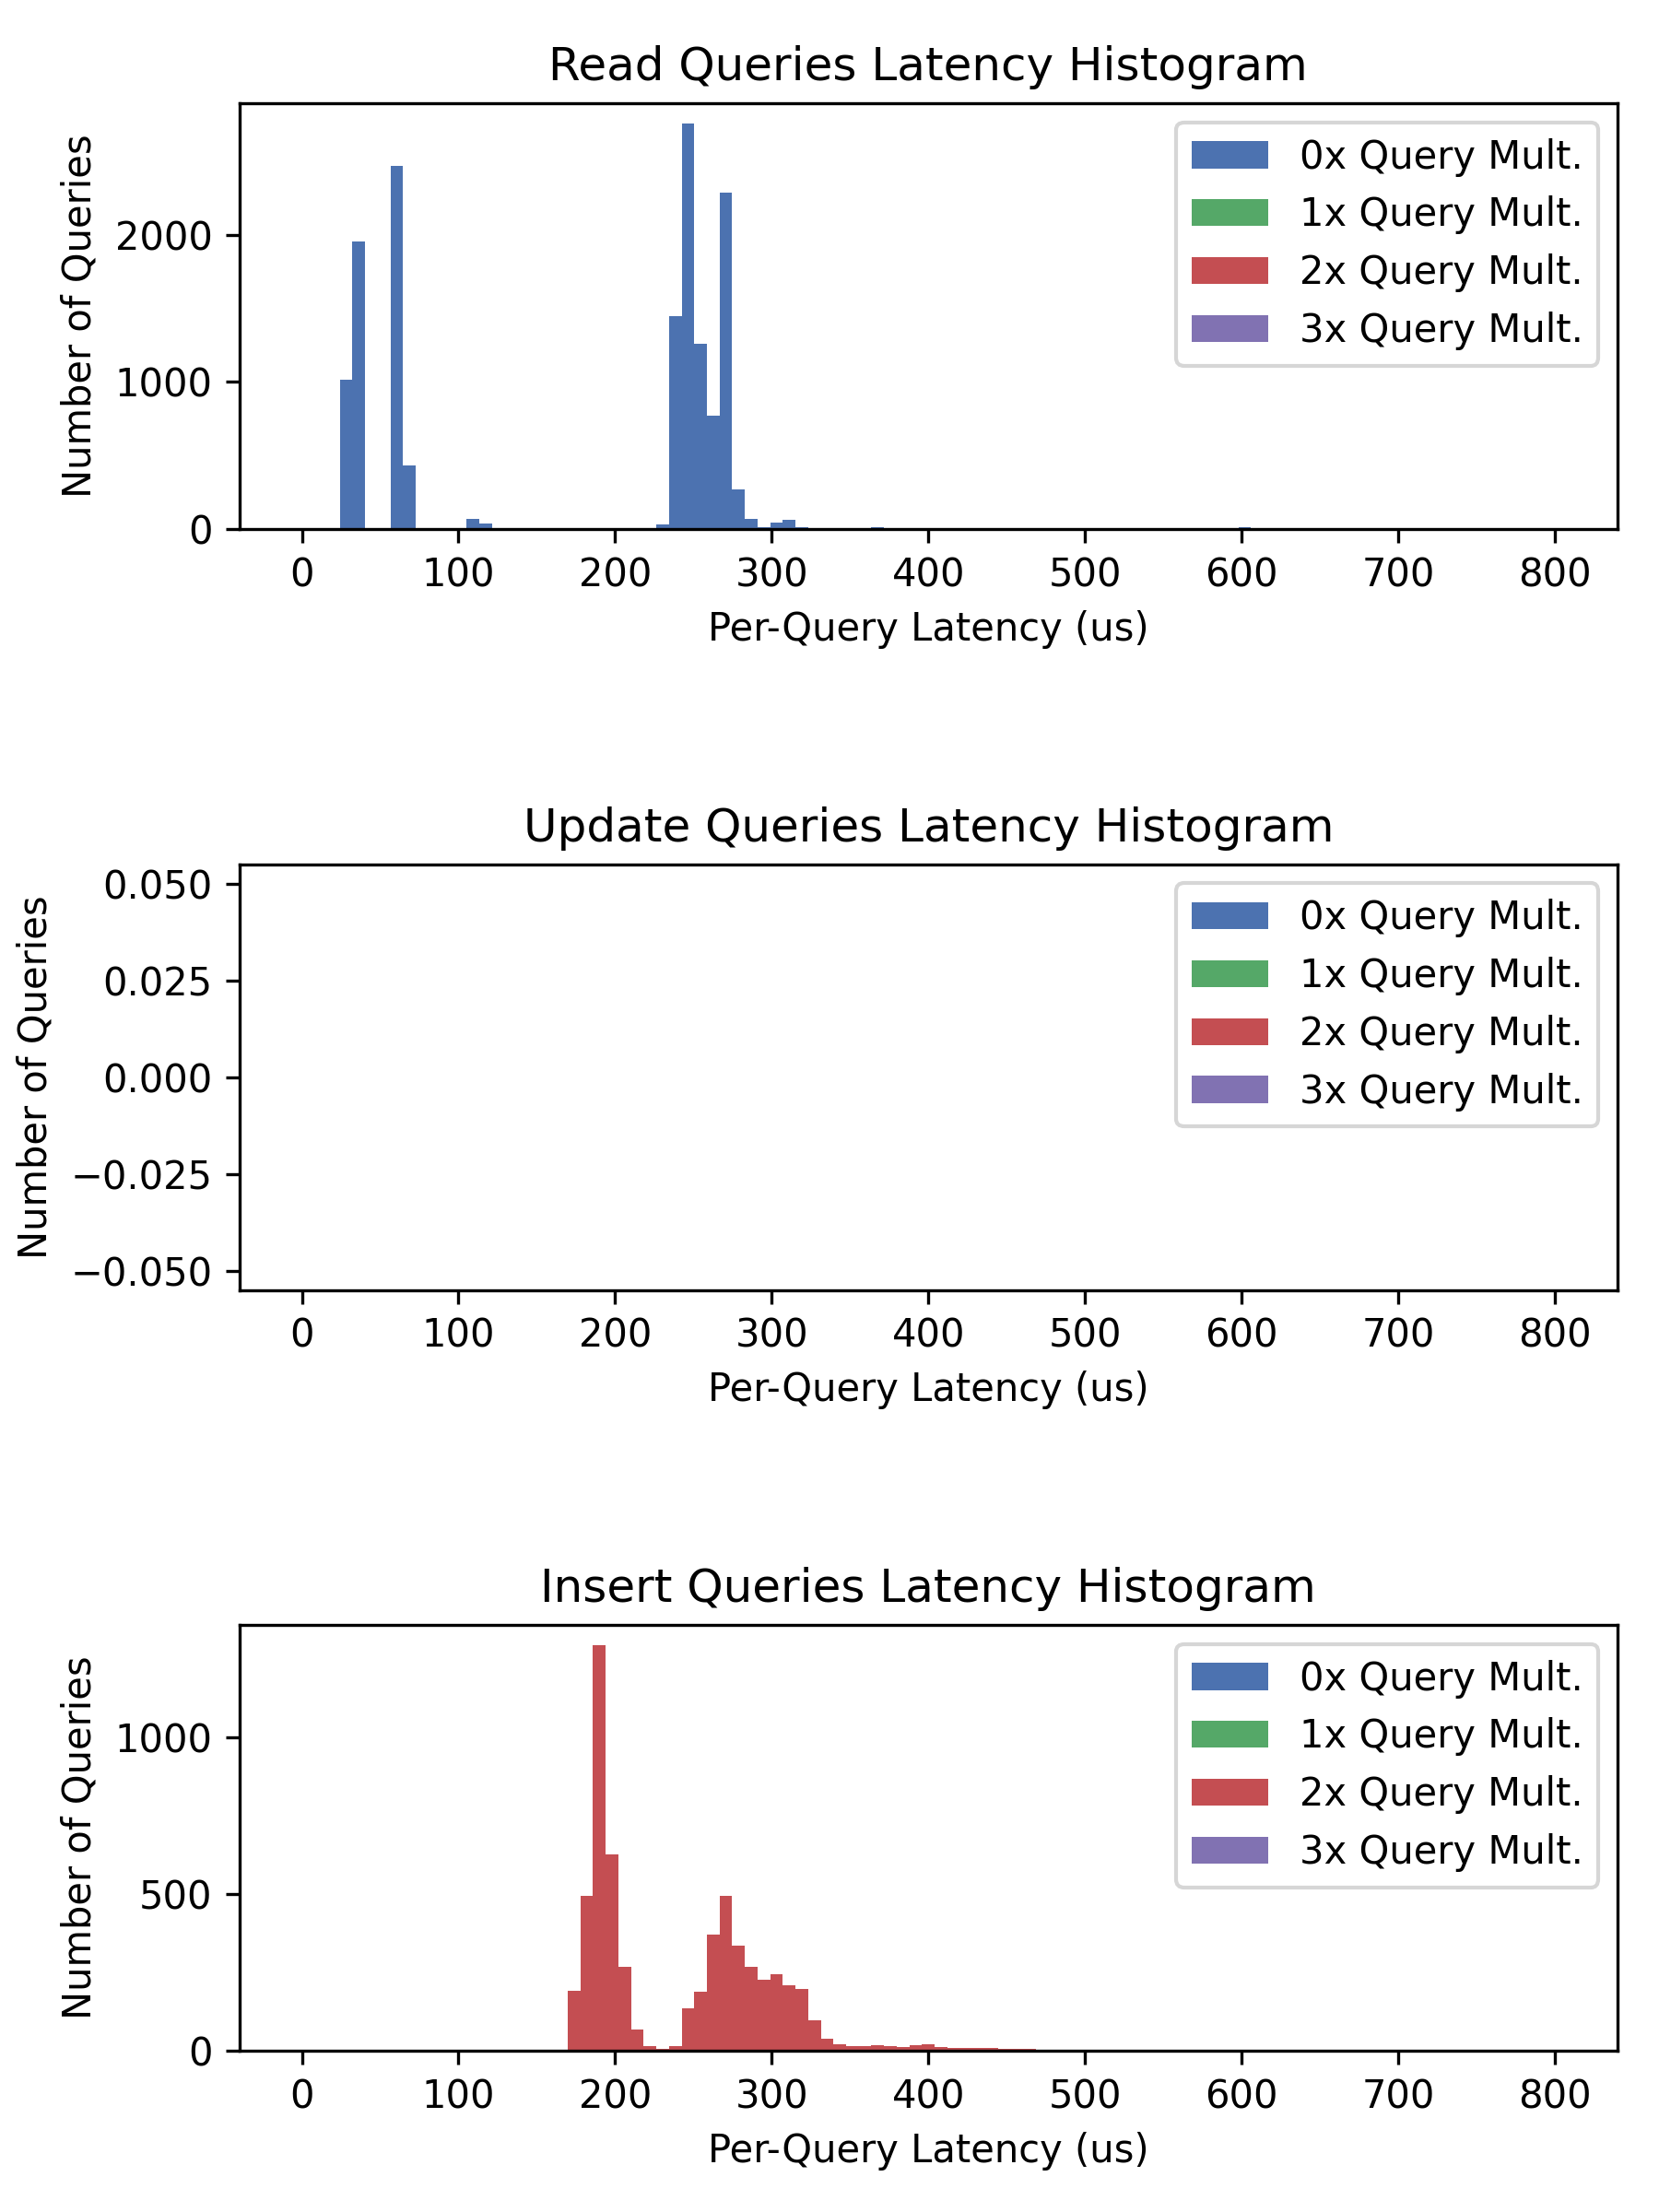 Read Queries Latency Histogram
Number of Queries
2000
1000
0
0x Query Mult.
1x Query Mult.
2x Query Mult.
3x Query Mult.
0 100 200 300 400 500 600 700 800
Per-Query Latency (us)
Update Queries Latency Histogram
Number of Queries
0.050
0.025
0.000
−0.025
−0.050
0x Query Mult.
1x Query Mult.
2x Query Mult.
3x Query Mult.
0 100 200 300 400 500 600 700 800
Per-Query Latency (us)
Insert Queries Latency Histogram
Number of Queries
1000
500
0
0x Query Mult.
1x Query Mult.
2x Query Mult.
3x Query Mult.
0 100 200 300 400 500 600 700 800
Per-Query Latency (us)